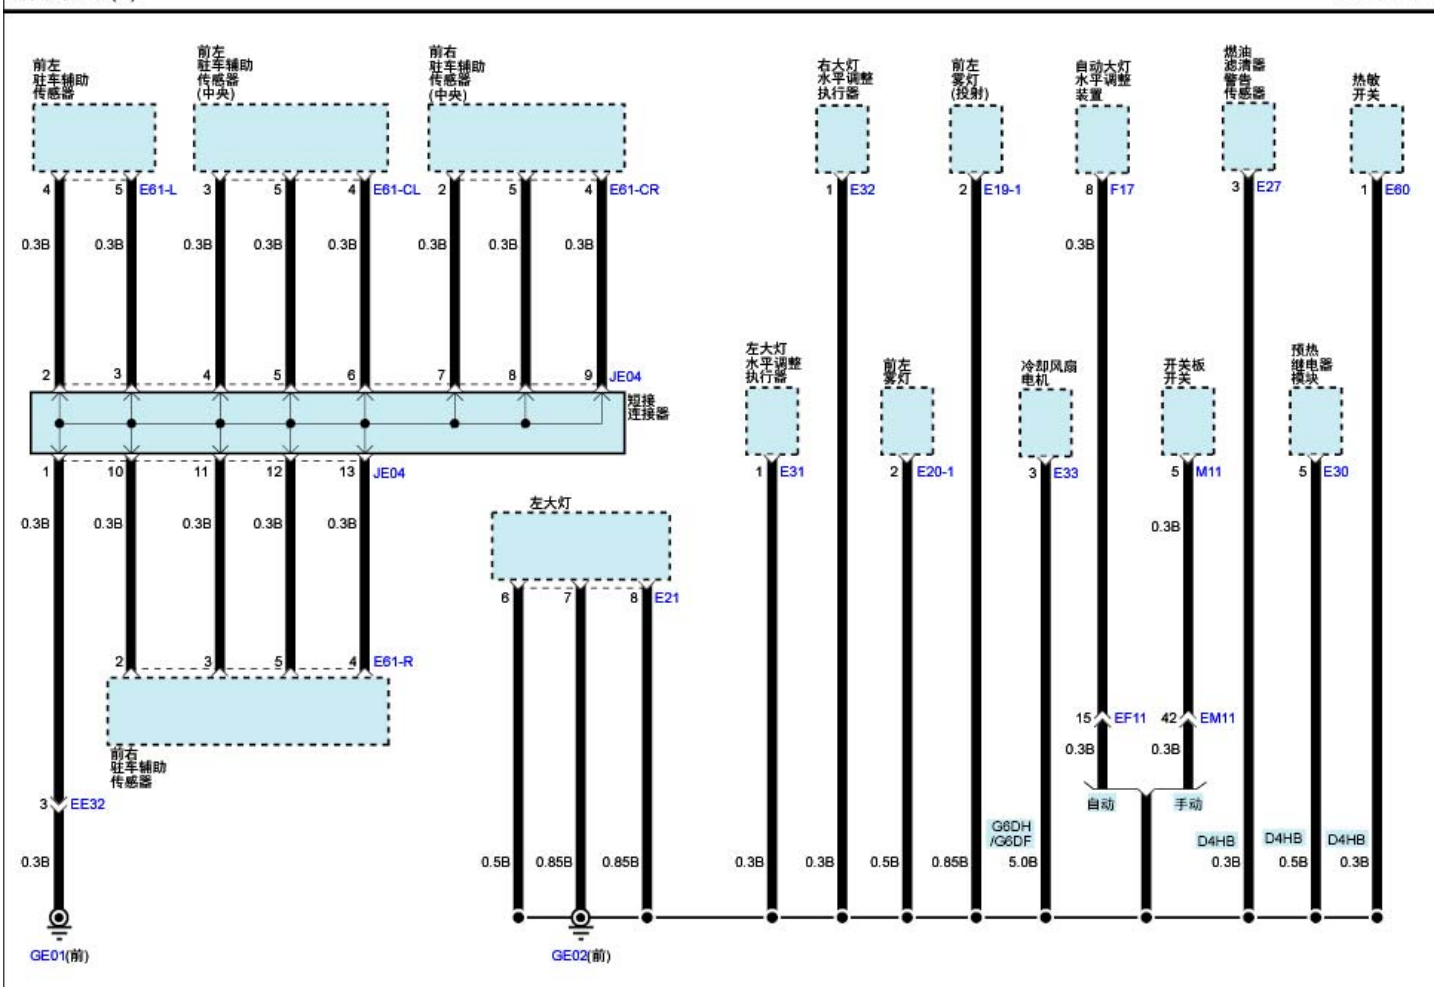 前左
驻车辅助
传感器
前左
驻车辅助
传感器
(中央)
前右
驻车辅助
传感器
(中央)
右大灯
水平调整
执行器
前左
雾灯
(投射)
自动大灯
水平调整
装置
燃油
滤清器
警告
传感器
热敏
开关
4 5 E61-L 3 5 4 E61-CL 2 5 4 E61-CR 1 E32 2 E19-1 8 F17 3 E27 1 E60
0.3B 0.3B 0.3B 0.3B 0.3B 0.3B 0.3B 0.3B 0.3B
左大灯
水平调整
执行器
前左
雾灯
冷却风扇
电机
开关板
开关
预热
继电器
模块
2 3 4 5 6 7 8 9 JE04
短接
连接器
1 10 11 12 13 JE04 1 E31 2 E20-1 3 E33 5 M11 5 E30
左大灯
0.3B 0.3B 0.3B 0.3B 0.3B 0.3B
6 7 8 E21
2 3 5 4 E61-R
前右
驻车辅助
传感器
15 EF11 42 EM11
0.3B 0.3B
3 EE32
自动 手动
G6DH
/G6DF
D4HB D4HB D4HB
0.3B 0.5B 0.85B 0.85B 0.3B 0.3B 0.5B 0.85B 5.0B 0.3B 0.5B 0.3B
GE01(前) GE02(前)